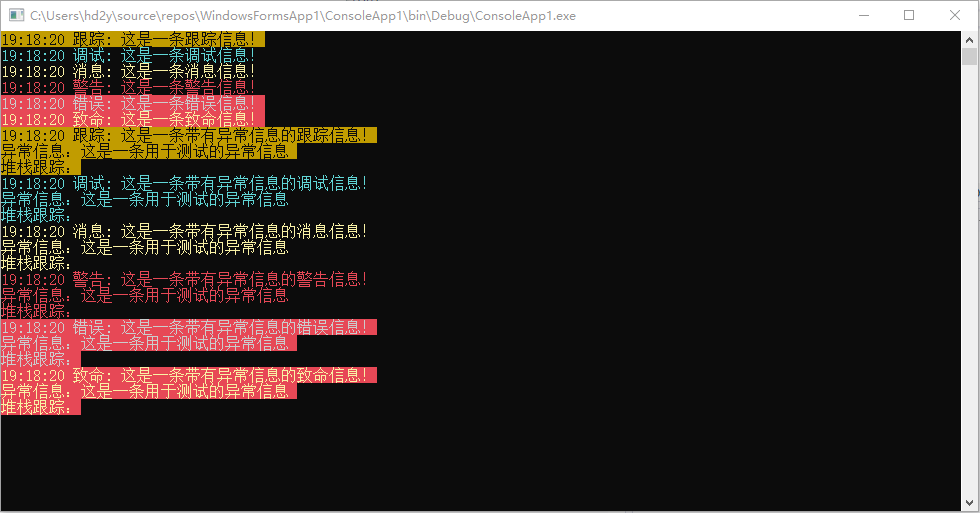 C:\Users\hd2y\source\repos\WindowsFormsApp1\ConsoleApp1\bin\Debug\ConsoleApp1.exe
19:18:20 跟踪: 这是一条跟踪信息!
19:18:20 调试: 这是一条调试信息!
19:18:20 消息: 这是一条消息信息!
19:18:20 警告: 这是一条警告信息!
19:18:20 错误: 这是一条错误信息!
19:18:20 致命: 这是一条致命信息!
19:18:20 跟踪: 这是一条带有异常信息的跟踪信息!
异常信息: 这是一条用于测试的异常信息
堆栈跟踪:
19:18:20 调试: 这是一条带有异常信息的调试信息!
异常信息: 这是一条用于测试的异常信息
堆栈跟踪:
19:18:20 消息: 这是一条带有异常信息的消息信息!
异常信息: 这是一条用于测试的异常信息
堆栈跟踪:
19:18:20 警告: 这是一条带有异常信息的警告信息!
异常信息: 这是一条用于测试的异常信息
堆栈跟踪:
19:18:20 错误: 这是一条带有异常信息的错误信息!
异常信息: 这是一条用于测试的异常信息
堆栈跟踪:
19:18:20 致命: 这是一条带有异常信息的致命信息!
异常信息: 这是一条用于测试的异常信息
堆栈跟踪: